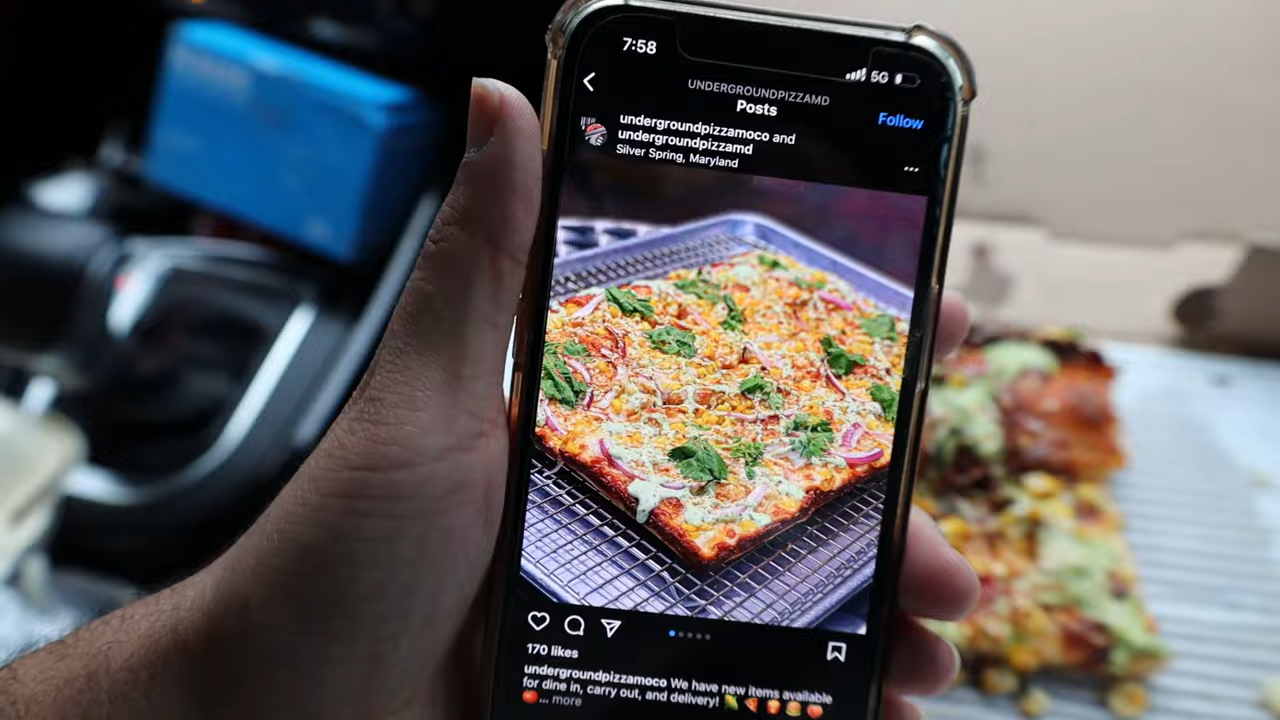 7:58
5G
UNDERGROUNDPIZZAMD
Posts
Follow
undergroundpizzamoco and
undergroundpizzamd
Silver Spring, Maryland
170 likes
undergroundpizzamoco We have new items available
for dine in, carry out, and delivery! 🌽 🍕 🍺 🍔 🍎
🍅... more